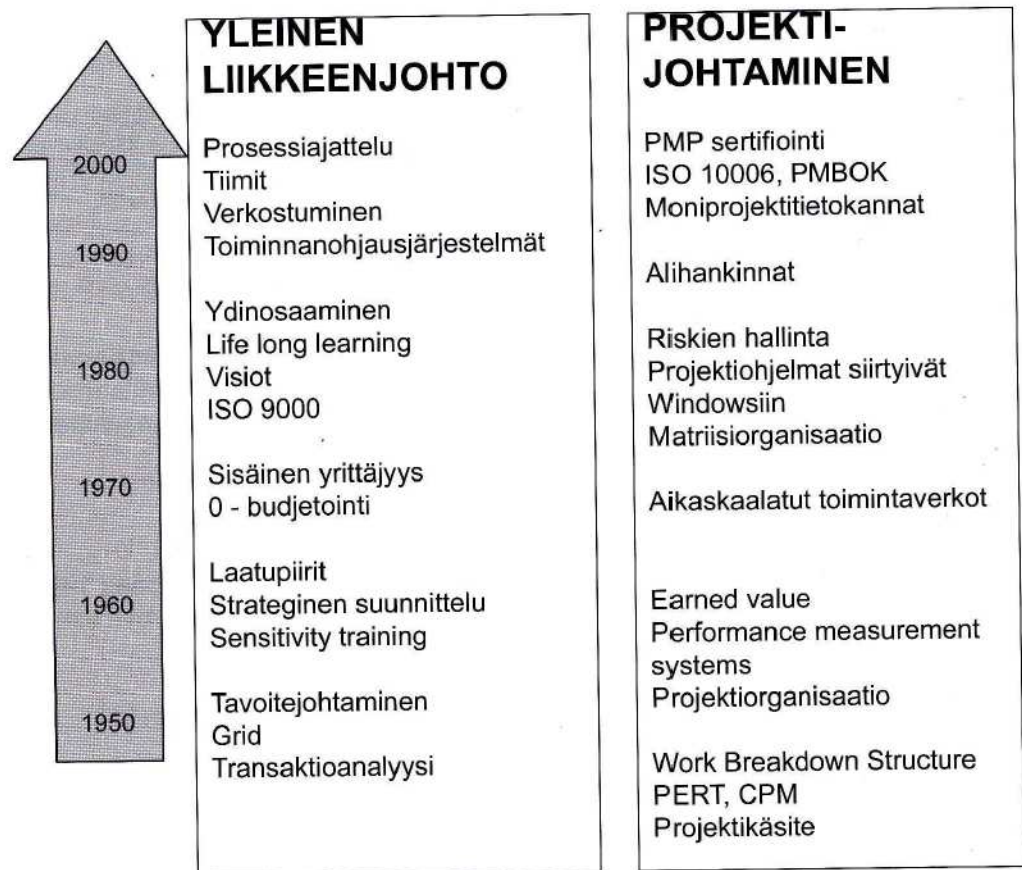 2000
1990
1980
1970
1960
1950
YLEINEN
LIIKKEENJOHTO
Prosessiajattelu
Tiimit
Verkostuminen
Toiminnanohjausjärjestelmät
Ydinosaaminen
Life long learning
Visiot
ISO 9000
Sisäinen yrittäjyys
0 - budjetointi
Laatupiirit
Strateginen suunnittelu
Sensitivity training
Tavoitejohtaminen
Grid
Transaktioanalyysi
PROJEKTI-
JOHTAMINEN
PMP sertifiointi
ISO 10006, PMBOK
Moniprojektitietokannat
Alihankinnat
Riskien hallinta
Projektiohjelmat siirtyivät
Windowsiin
Matriisiorganisaatio
Aikaskaalatut toimintaverkot
Earned value
Performance measurement
systems
Projektiorganisaatio
Work Breakdown Structure
PERT, CPM
Projektikäsite